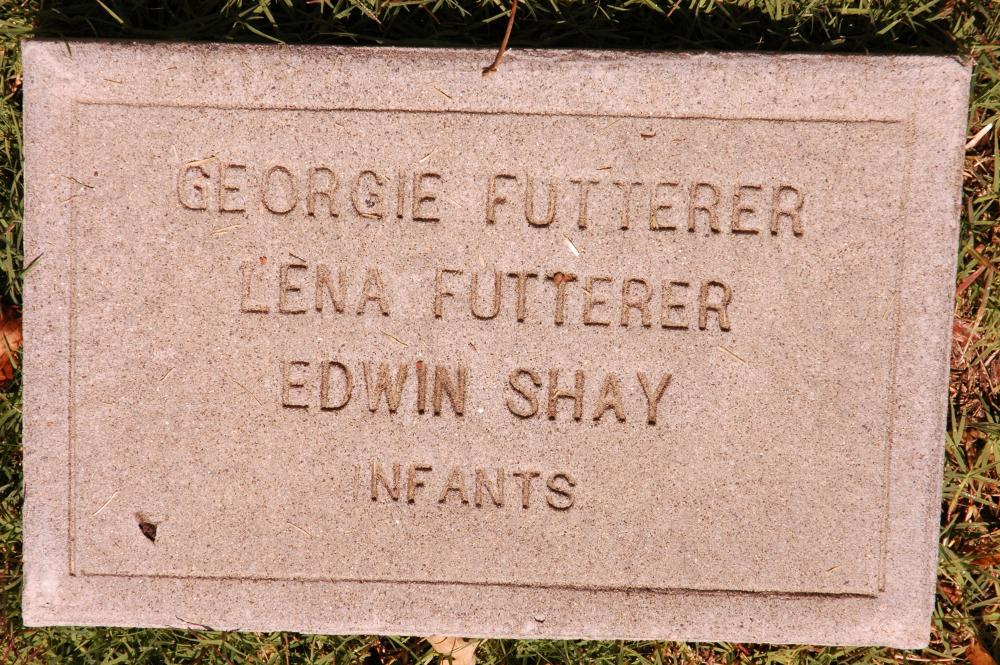 GEORGIE FUTTERER
LENA FUTTERER
EDWIN SHAY
INFANTS